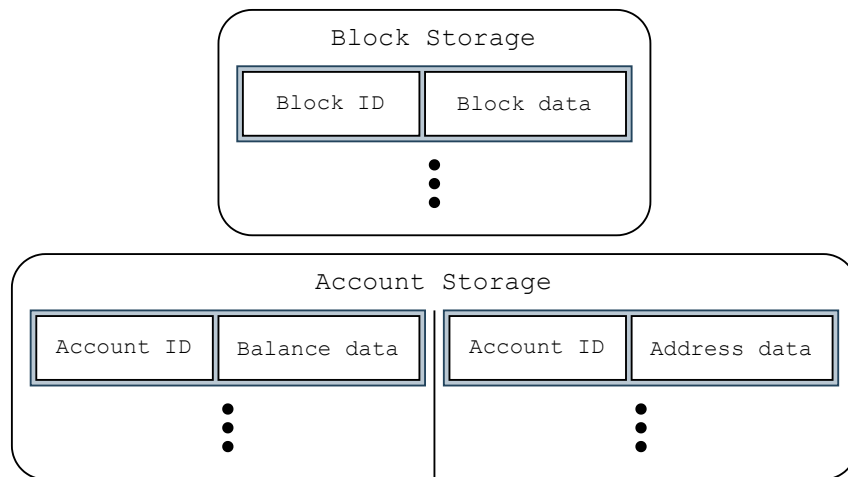 Block Storage
Block ID Block data
Account Storage
Account ID Balance data Account ID Address data